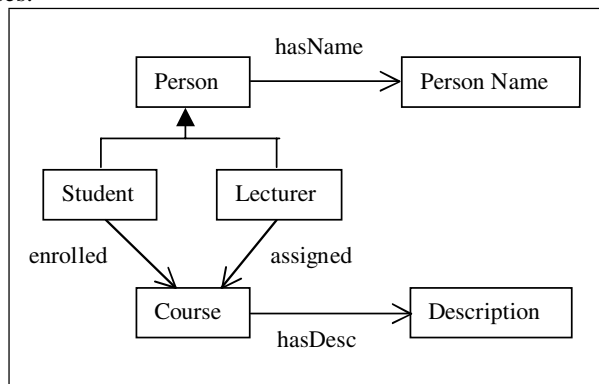 hasName
Person
Person Name
Student
Lecturer
enrolled
assigned
Course
Description
hasDesc